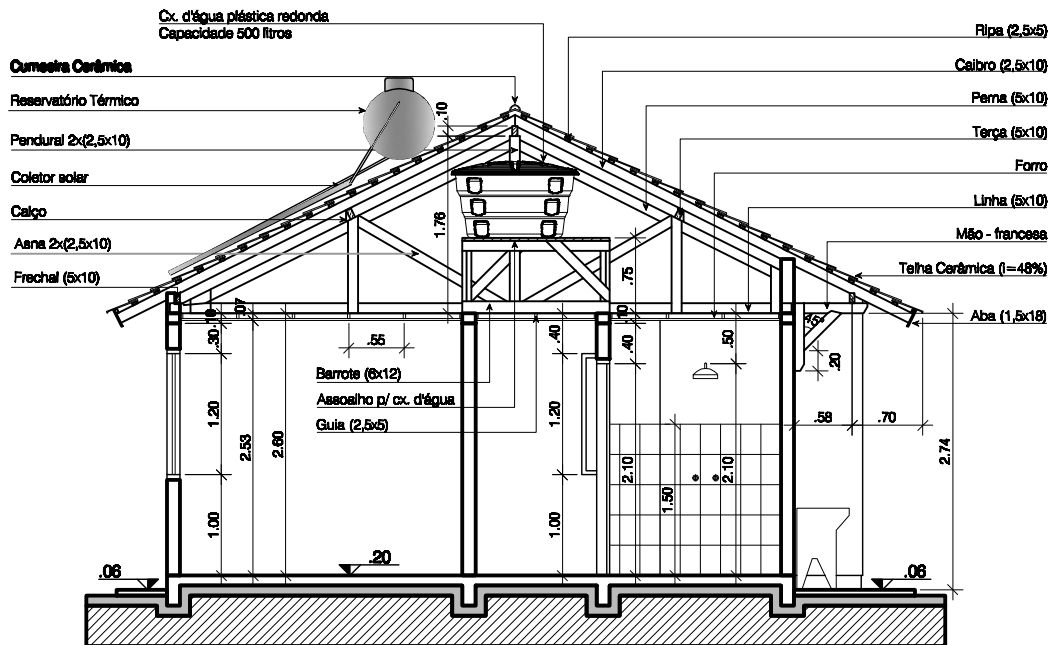 Cx. d'água plástica redonda
Capacidade 500 litros
Cumeeira Cerâmica
Reservatório Térmico
Pendural 2x(2,5x10)
Coletor solar
Calço
Asna 2x(2,5x10)
Frechal (5x10)
Ripa (2,5x5)
Caibro (2,5x10)
Perna (5x10)
Terça (5x10)
Forro
Linha (5x10)
Mão - francesa
Telha Cerâmica (i=48%)
Aba (1,5x18)
.10
1.76
.75
.07
.10
.30
.10
.40
.40
.50
45°
.20
.55
Barrote (6x12)
Assoalho p/ cx. d'água
Guia (2,5x5)
1.20
2.53
2.60
1.20
.58
.70
2.74
2.10
1.50
2.10
1.00
1.00
.06
.20
.06